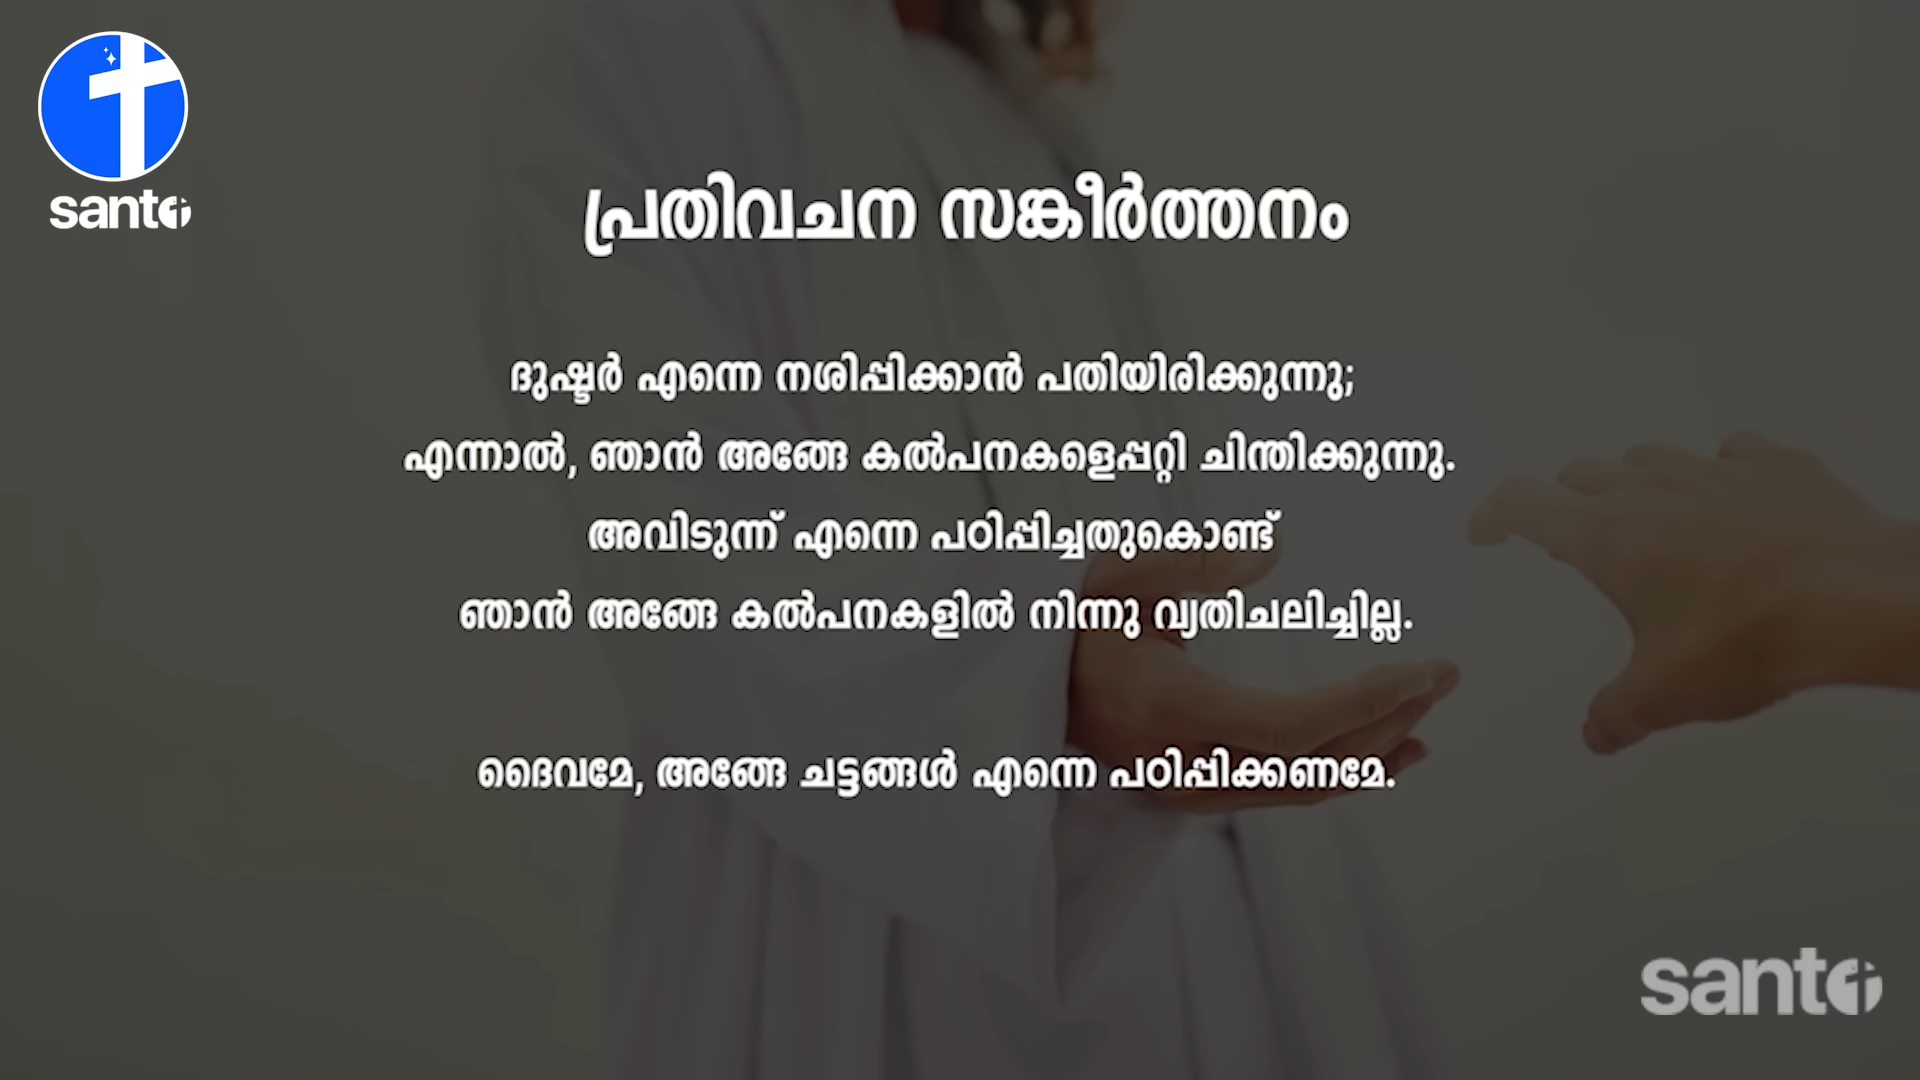 santo
പ്രതിവചന സങ്കീർത്തനം
ദുഷ്ടർ എന്നെ നശിപ്പിക്കാൻ പതിയിരിക്കുന്നു;
എന്നാൽ, ഞാൻ അങ്ങേ കൽപനകളെപ്പറ്റി ചിന്തിക്കുന്നു.
അവിടുന്ന് എന്നെ പഠിപ്പിച്ചതുകൊണ്ട്
ഞാൻ അങ്ങേ കൽപനകളിൽ നിന്നു വ്യതിചലിച്ചില്ല.
ദൈവമേ, അങ്ങേ ചട്ടങ്ങൾ എന്നെ പഠിപ്പിക്കണമേ.
santo